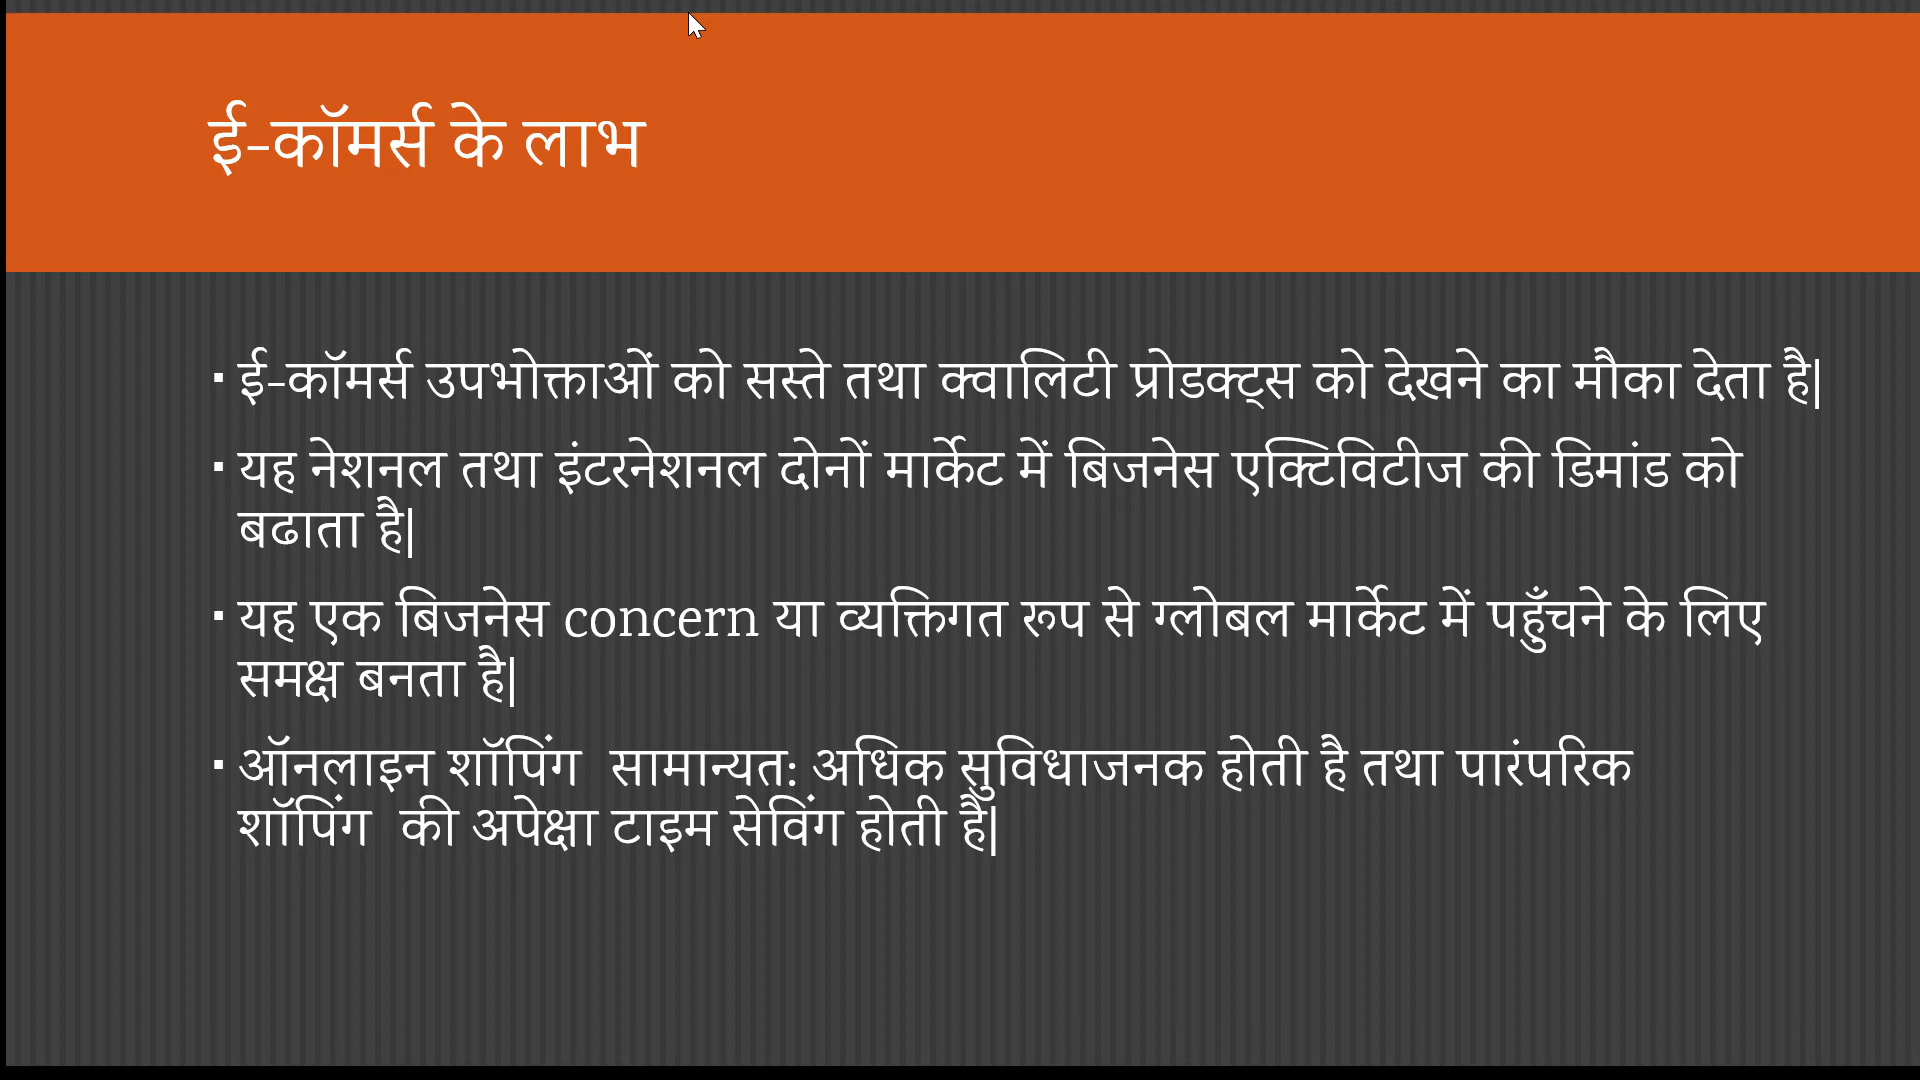 ई-कॉमर्स के लाभ
ई-कॉमर्स उपभोक्ताओं को सस्ते तथा क्वालिटी प्रोडक्ट्स को देखने का मौका देता है|
यह नेशनल तथा इंटरनेशनल दोनों मार्केट में बिजनेस एक्टिविटीज की डिमांड को
बढाता है|
यह एक बिजनेस concern या व्यक्तिगत रूप से ग्लोबल मार्केट में पहुँचने के लिए
समक्ष बनता है|
ऑनलाइन शॉपिंग सामान्यत: अधिक सुविधाजनक होती है तथा पारंपरिक
शॉपिंग की अपेक्षा टाइम सेविंग होती है|